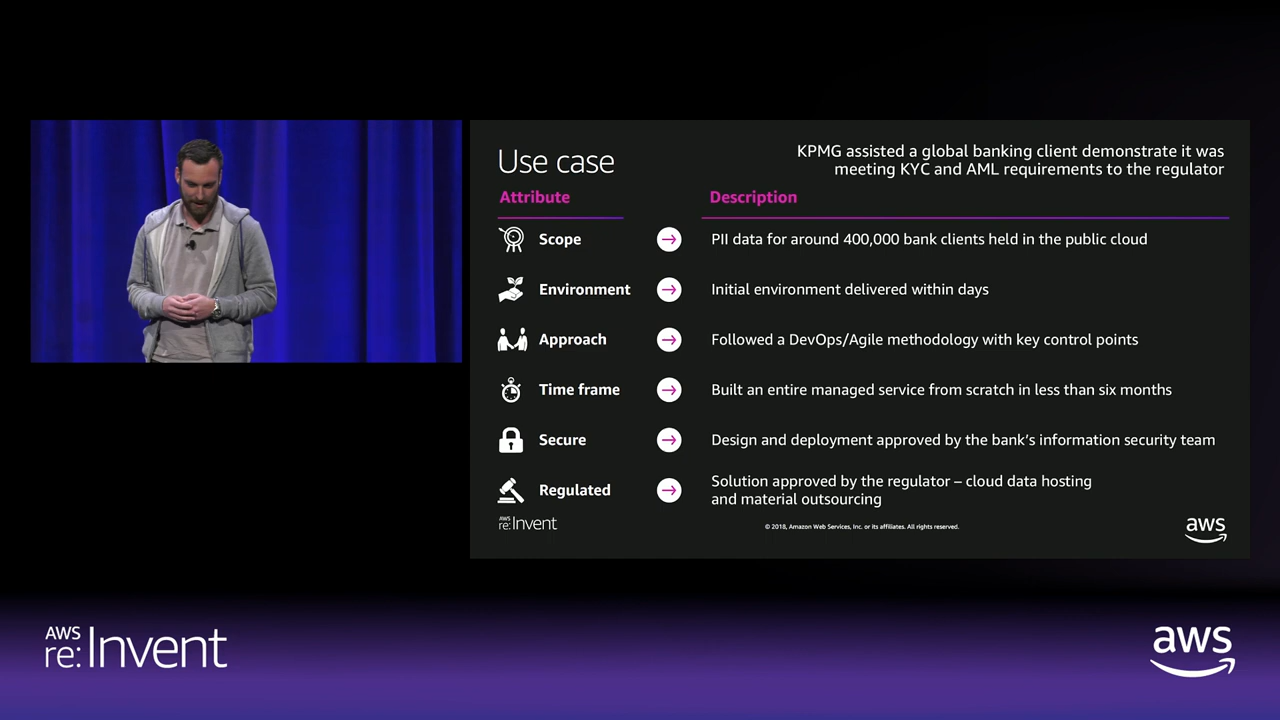 Use case
KPMG assisted a global banking client demonstrate it was
meeting KYC and AML requirements to the regulator
Attribute
Description
Scope
PII data for around 400,000 bank clients held in the public cloud
Environment
Initial environment delivered within days
Approach
Followed a DevOps/Agile methodology with key control points
Time frame
Built an entire managed service from scratch in less than six months
Secure
Design and deployment approved by the bank’s information security team
Regulated
Solution approved by the regulator – cloud data hosting
and material outsourcing
AWS
re:Invent
© 2018, Amazon Web Services, Inc. or its affiliates. All rights reserved.
aws
AWS
re:Invent
aws